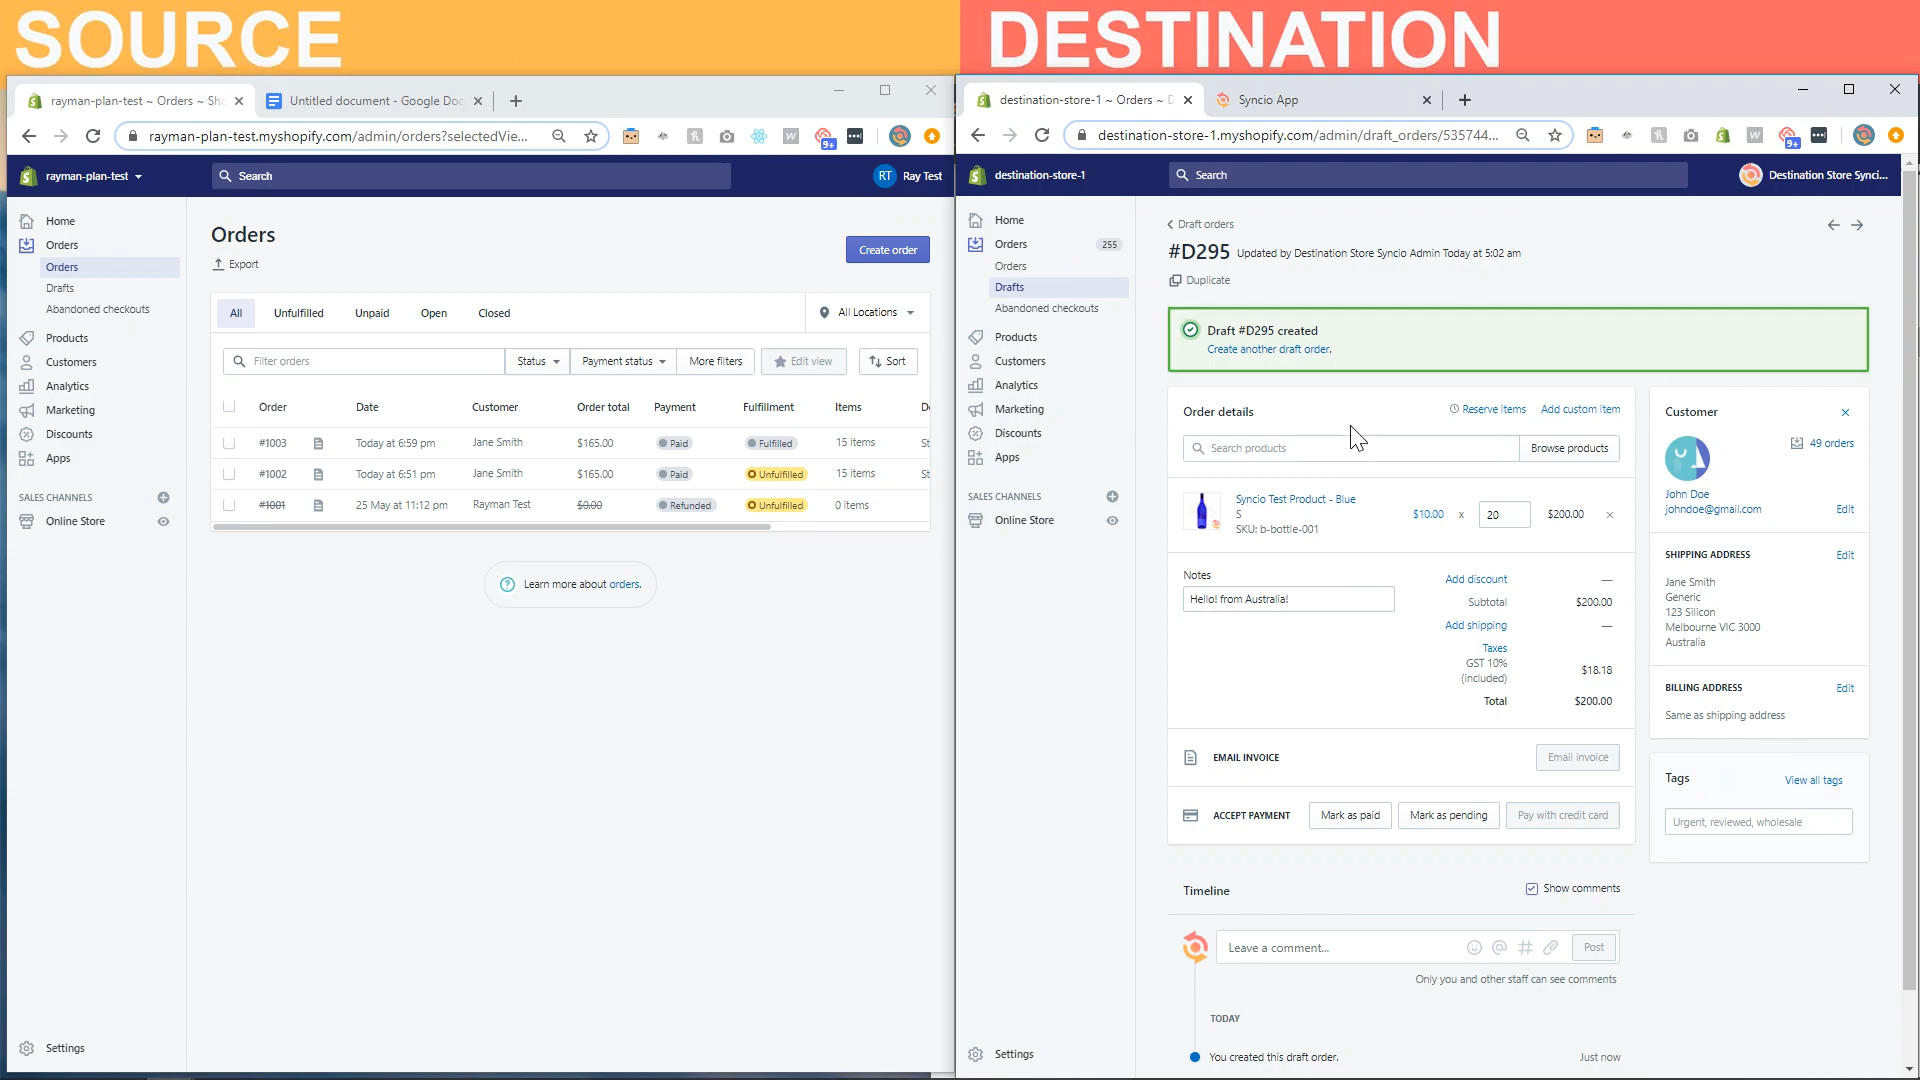 SOURCE
DESTINATION
rayman-plan-test ~ Orders ~ Sh
Untitled document - Google Doc
rayman-plan-test.myshopify.com/admin/orders?selectedVie...
9+
rayman-plan-test
Search
RT Ray Test
Home
Orders
Orders
Drafts
Abandoned checkouts
Products
Customers
Analytics
Marketing
Discounts
Apps
SALES CHANNELS
Online Store
Settings
Orders
Export
Create order
All
Unfulfilled
Unpaid
Open
Closed
All Locations
Filter orders
Status
Payment status
More filters
Edit view
Sort
Order Date Customer Order total Payment Fulfillment Items De
#1003 Today at 6:59 pm Jane Smith $165.00 Paid Fulfilled 15 items St
#1002 Today at 6:51 pm Jane Smith $165.00 Paid Unfulfilled 15 items St
#1001 25 May at 11:12 pm Rayman Test $0.00 Refunded Unfulfilled 0 items
Learn more about orders.
destination-store-1 ~ Orders ~ D
Syncio App
destination-store-1.myshopify.com/admin/draft_orders/535744...
9+
destination-store-1
Search
Destination Store Synci...
Home
Orders 255
Orders
Drafts
Abandoned checkouts
Products
Customers
Analytics
Marketing
Discounts
Apps
SALES CHANNELS
Online Store
Settings
Draft orders
#D295 Updated by Destination Store Syncio Admin Today at 5:02 am
Duplicate
Draft #D295 created
Create another draft order.
Order details
Reserve items
Add custom item
Search products
Browse products
Syncio Test Product - Blue
S
SKU: b-bottle-001
$10.00 x 20 $200.00
Notes
Hello! from Australia!
Add discount —
Subtotal $200.00
Add shipping —
Taxes
GST 10%
(included) $18.18
Total $200.00
EMAIL INVOICE
Email invoice
ACCEPT PAYMENT
Mark as paid
Mark as pending
Pay with credit card
Customer
49 orders
John Doe
johndoe@gmail.com Edit
SHIPPING ADDRESS Edit
Jane Smith
Generic
123 Silicon
Melbourne VIC 3000
Australia
BILLING ADDRESS Edit
Same as shipping address
Tags
View all tags
Urgent, reviewed, wholesale
Timeline
Show comments
Leave a comment...
Post
Only you and other staff can see comments
TODAY
You created this draft order. Just now